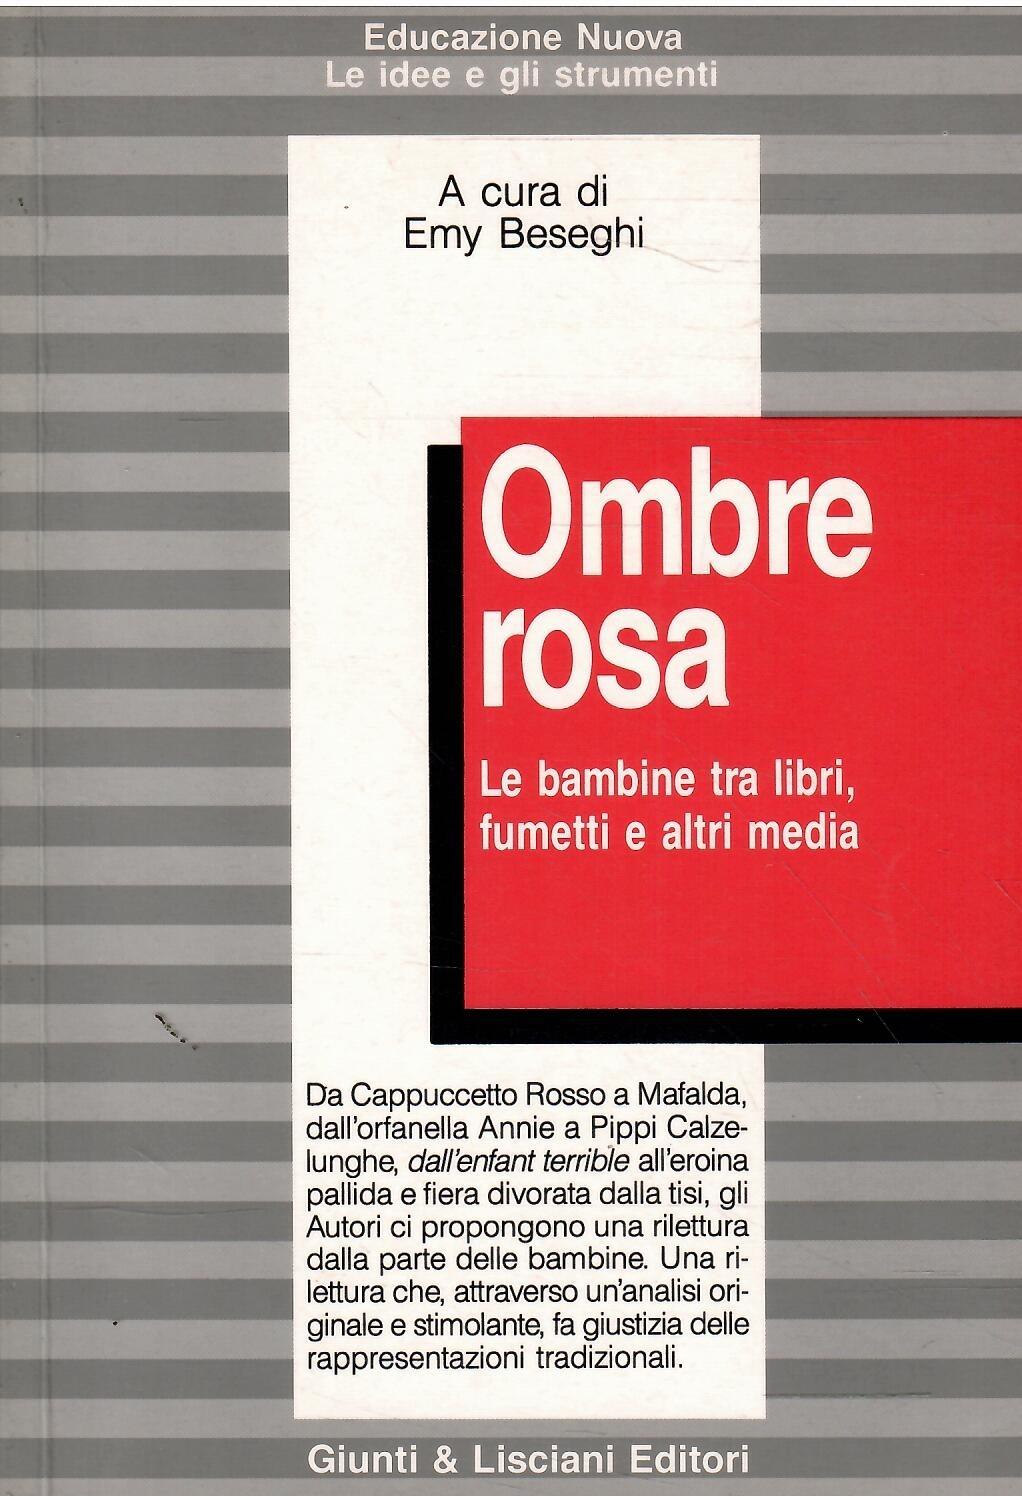 Educazione Nuova
Le idee e gli strumenti
A cura di
Emy Beseghi
Ombre
rosa
Le bambine tra libri,
fumetti e altri media
Da Cappuccetto Rosso a Mafalda,
dall'orfanella Annie a Pippi Calze-
lunghe, dall'enfant terrible all'eroina
pallida e fiera divorata dalla tisi, gli
Autori ci propongono una rilettura
dalla parte delle bambine. Una ri-
lettura che, attraverso un'analisi ori-
ginale e stimolante, fa giustizia delle
rappresentazioni tradizionali.
Giunti & Lisciani Editori